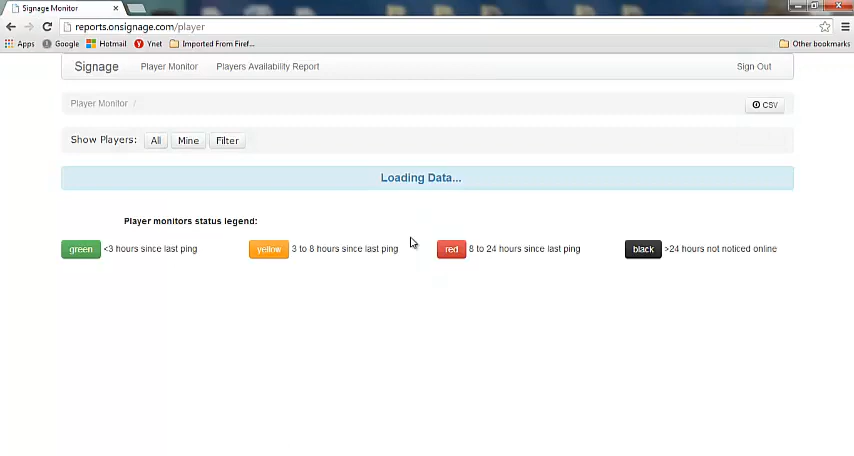 Signage Monitor
reports.onsignage.com/player
Apps Google Hotmail Ynet Imported From Firef... Other bookmarks
Signage Player Monitor Players Availability Report Sign Out
Player Monitor / CSV
Show Players: All Mine Filter
Loading Data...
Player monitors status legend:
green <3 hours since last ping yellow 3 to 8 hours since last ping red 8 to 24 hours since last ping black >24 hours not noticed online